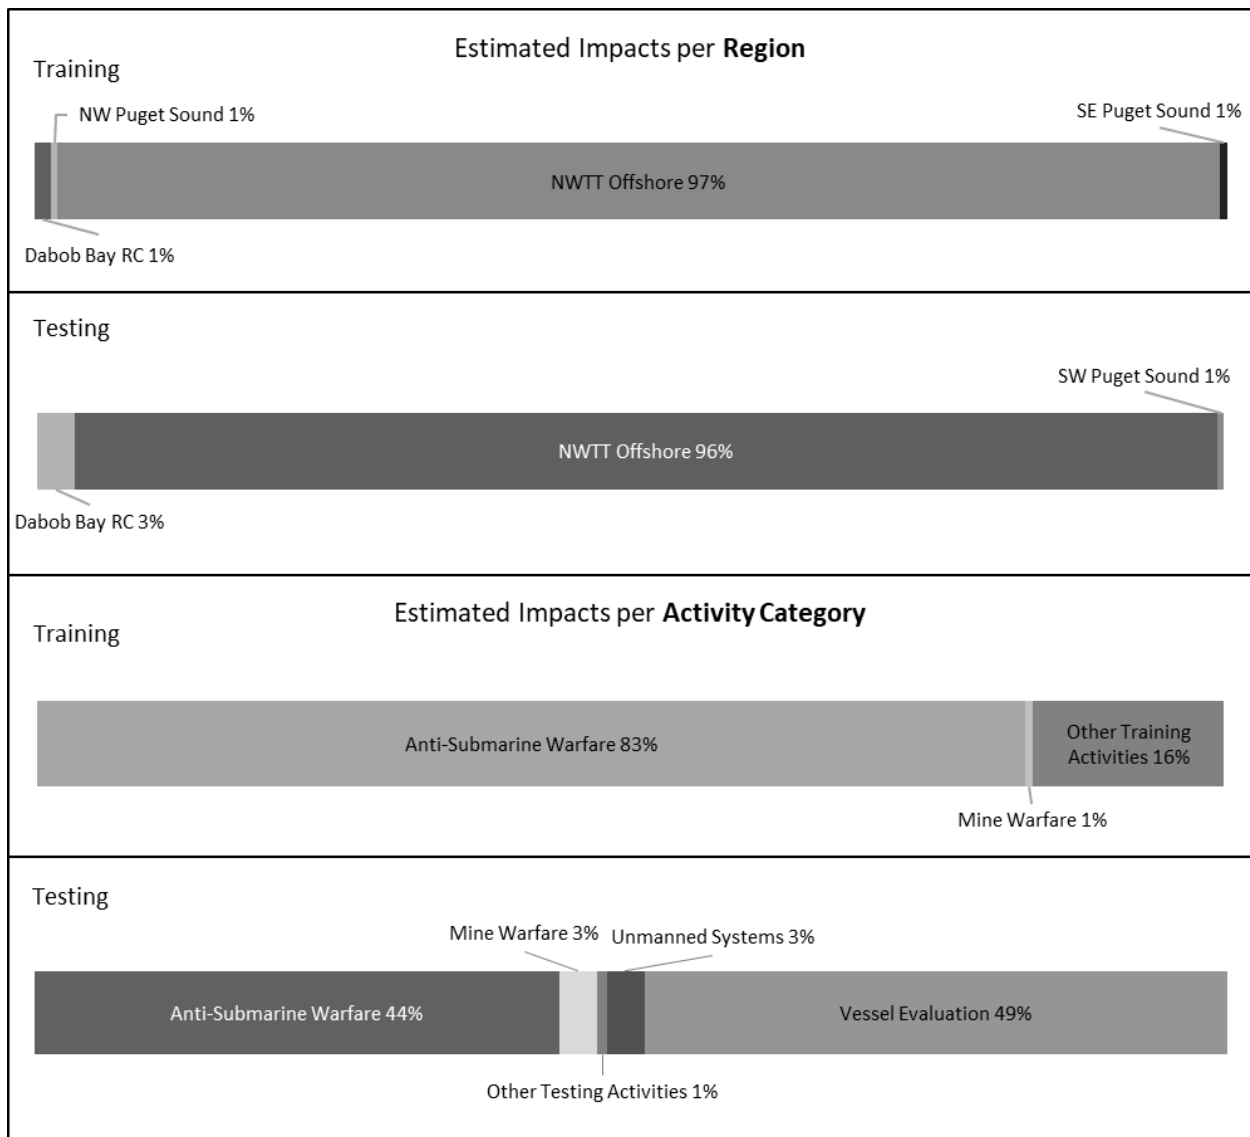 Estimated Impacts per Region
Training
NW Puget Sound 1%
SE Puget Sound 1%
NWTT Offshore 97%
Dabob Bay RC 1%
Testing
SW Puget Sound 1%
NWTT Offshore 96%
Dabob Bay RC 3%
Estimated Impacts per Activity Category
Training
Anti-Submarine Warfare 83%
Other Training
Activities 16%
Mine Warfare 1%
Testing
Mine Warfare 3%
Unmanned Systems 3%
Anti-Submarine Warfare 44%
Vessel Evaluation 49%
Other Testing Activities 1%